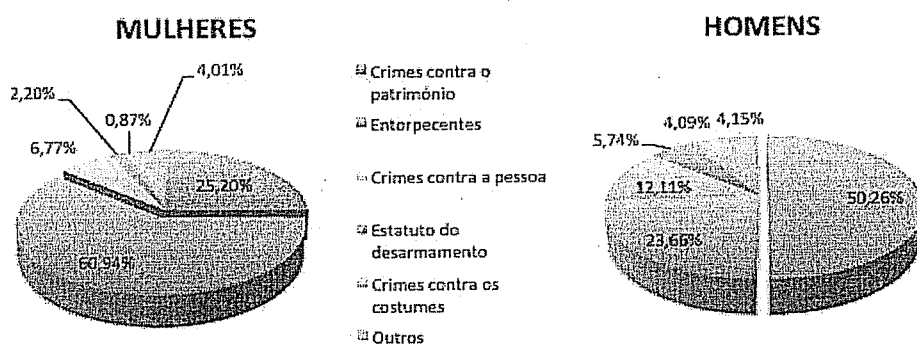 MULHERES
4,01%
2,20%
0,87%
6,77%
25,20%
60,94%
Crimes contra o
patrimônio
Entorpecentes
Crimes contra a pessoa
Estatuto do
desarmamento
Crimes contra os
costumes
Outros
HOMENS
4,09%
4,15%
5,74%
12,11%
50,26%
23,66%